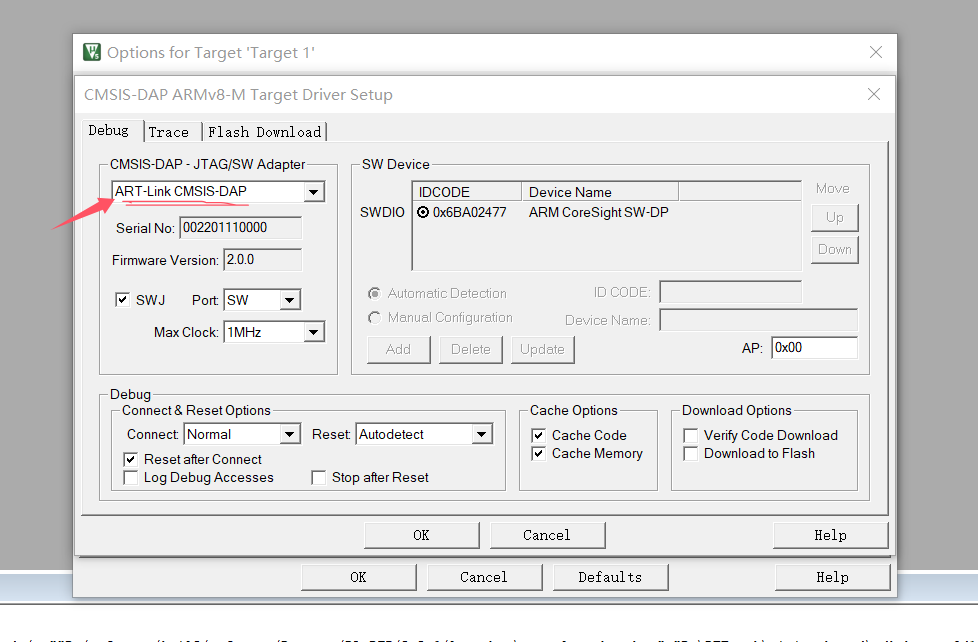 Options for Target 'Target 1'
CMSIS-DAP ARMv8-M Target Driver Setup
Debug Trace Flash Download
CMSIS-DAP - JTAG/SW Adapter
ART-Link CMSIS-DAP
Serial No: 002201110000
Firmware Version: 2.0.0
SWJ Port: SW
Max Clock: 1MHz
SW Device
IDCODE Device Name Move
SWDIO 0x6BA02477 ARM CoreSight SW-DP Up
Down
Automatic Detection ID CODE:
Manual Configuration Device Name:
Add Delete Update AP: 0x00
Debug
Connect & Reset Options
Connect: Normal Reset: Autodetect
Reset after Connect
Log Debug Accesses Stop after Reset
Cache Options
Cache Code
Cache Memory
Download Options
Verify Code Download
Download to Flash
OK Cancel Help
OK Cancel Defaults Help